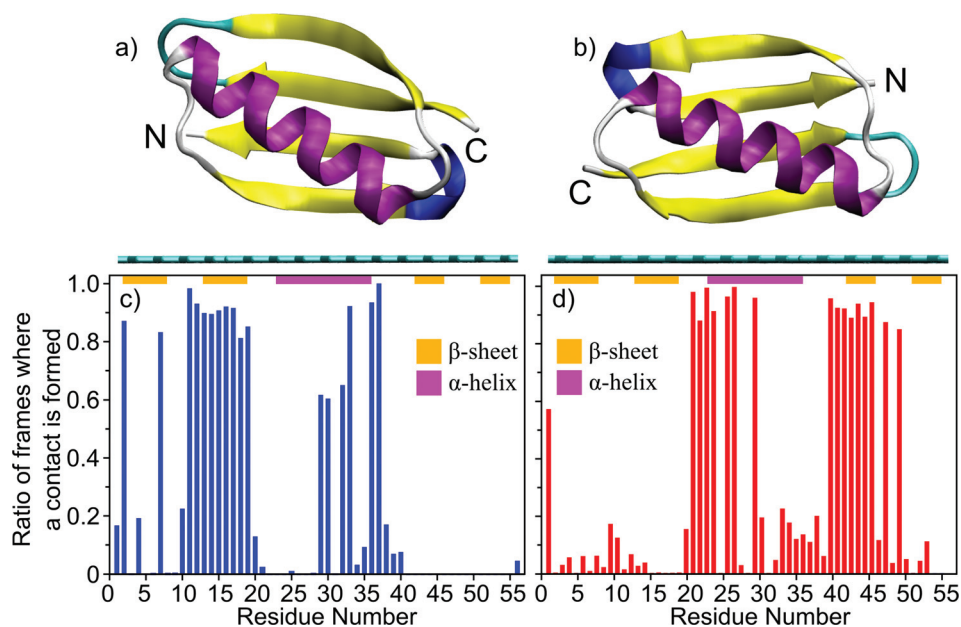 a)
N
C
b)
N
C
Ratio of frames where
a contact is formed
1.0
0.8
0.6
0.4
0.2
0
c)
β-sheet
α-helix
0 5 10 15 20 25 30 35 40 45 50 55
Residue Number
d)
β-sheet
α-helix
0 5 10 15 20 25 30 35 40 45 50 55
Residue Number